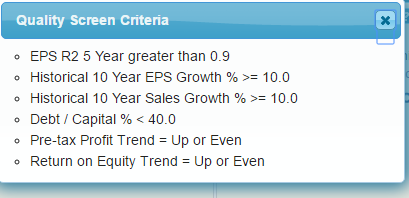 Quality Screen Criteria
EPS R2 5 Year greater than 0.9
Historical 10 Year EPS Growth % >= 10.0
Historical 10 Year Sales Growth % >= 10.0
Debt / Capital % < 40.0
Pre-tax Profit Trend = Up or Even
Return on Equity Trend = Up or Even